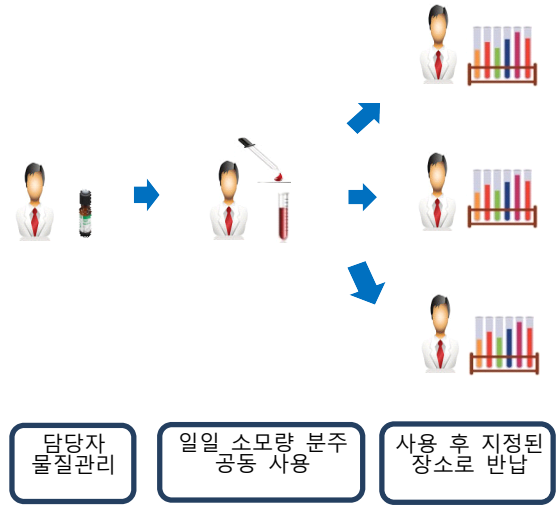 담당자
물질관리
일일 소모량 분주
공동 사용
사용 후 지정된
장소로 반납